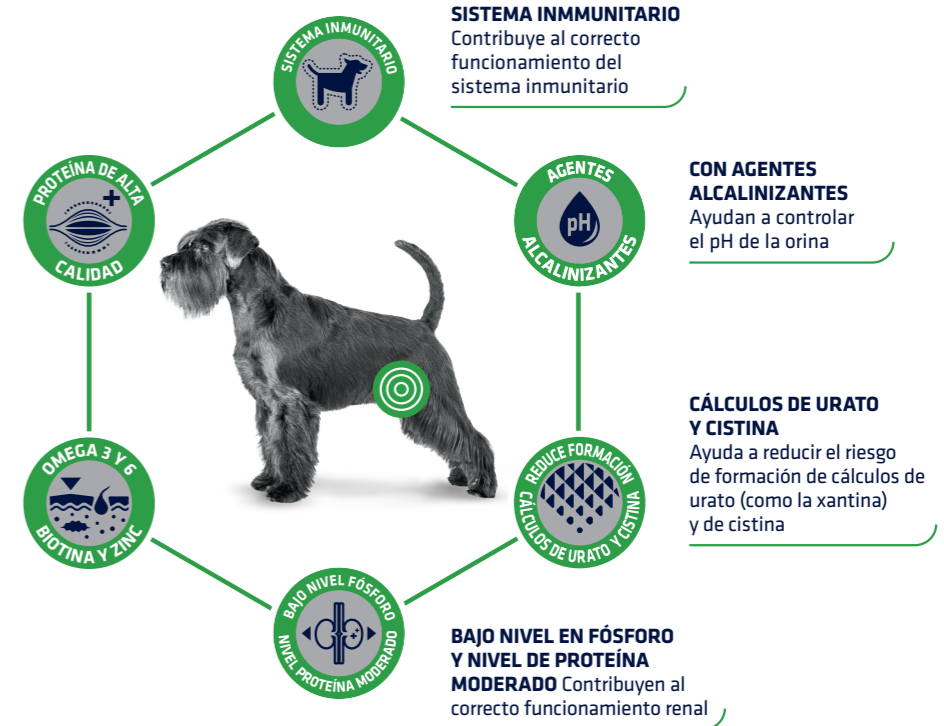 SISTEMA INMUNITARIO
SISTEMA INMMUNITARIO
Contribuye al correcto
funcionamiento del
sistema inmunitario
PROTEÍNA DE ALTA
CALIDAD
AGENTES
pH
ALCALINIZANTES
CON AGENTES
ALCALINIZANTES
Ayudan a controlar
el pH de la orina
OMEGA 3 Y 6
BIOTINA Y ZINC
REDUCE FORMACIÓN
CÁLCULOS DE URATO Y CISTINA
CÁLCULOS DE URATO
Y CISTINA
Ayuda a reducir el riesgo
de formación de cálculos de
urato (como la xantina)
y de cistina
BAJO NIVEL FÓSFORO
NIVEL PROTEÍNA MODERADO
BAJO NIVEL EN FÓSFORO
Y NIVEL DE PROTEÍNA
MODERADO Contribuyen al
correcto funcionamiento renal